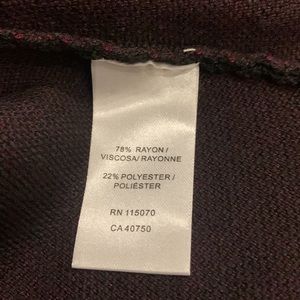 78% RAYON /
VISCOSA/ RAYONNE
22% POLYESTER /
POLIÉSTER
RN 115070
CA 40750